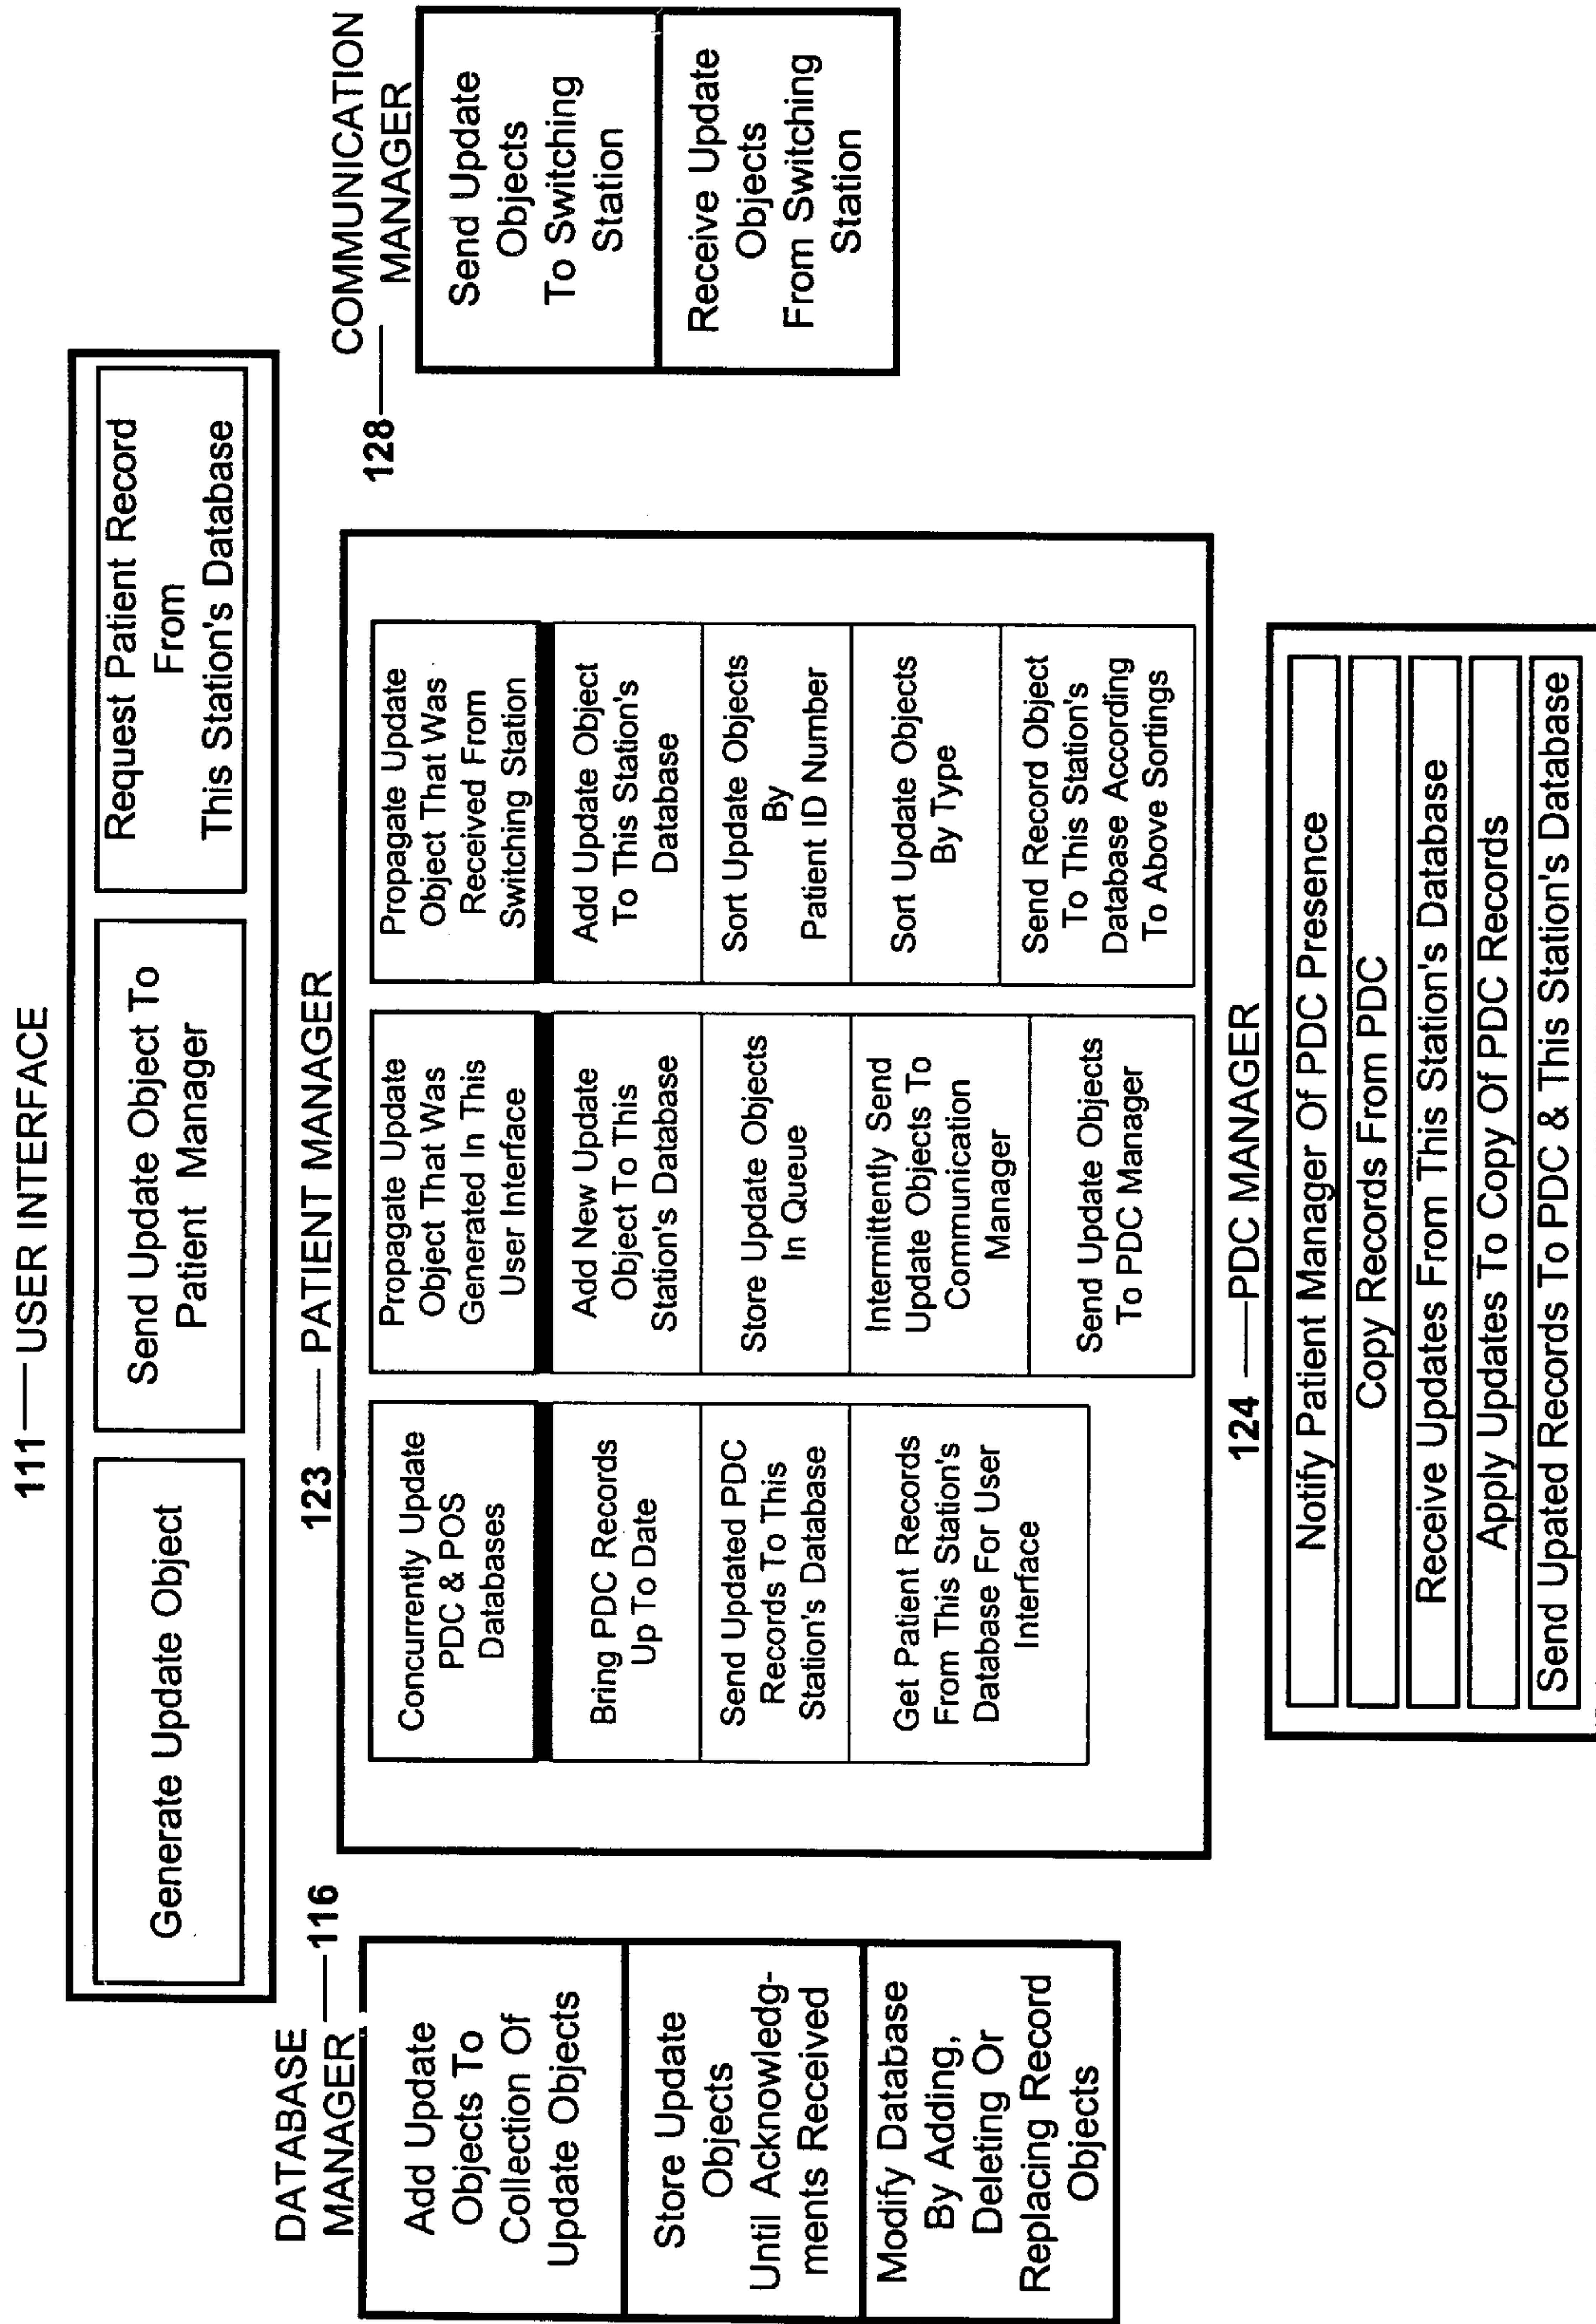 111 — USER INTERFACE
Generate Update Object
Send Update Object To
Patient Manager
Request Patient Record
From
This Station's Database
DATABASE
MANAGER — 116
Add Update
Objects To
Collection Of
Update Objects
Store Update
Objects
Until Acknowledg-
ments Received
Modify Database
By Adding,
Deleting Or
Replacing Record
Objects
123 — PATIENT MANAGER
Concurrently Update
PDC & POS
Databases
Bring PDC Records
Up To Date
Send Updated PDC
Records To This
Station's Database
Get Patient Records
From This Station's
Database For User
Interface
Propagate Update
Object That Was
Generated In This
User Interface
Add New Update
Object To This
Station's Database
Store Update Objects
In Queue
Intermittently Send
Update Objects To
Communication
Manager
Send Update Objects
To PDC Manager
Propagate Update
Object That Was
Received From
Switching Station
Add Update Object
To This Station's
Database
Sort Update Objects
By
Patient ID Number
Sort Update Objects
By Type
Send Record Object
To This Station's
Database According
To Above Sortings
COMMUNICATION
128 — MANAGER
Send Update
Objects
To Switching
Station
Receive Update
Objects
From Switching
Station
124 — PDC MANAGER
Notify Patient Manager Of PDC Presence
Copy Records From PDC
Receive Updates From This Station's Database
Apply Updates To Copy Of PDC Records
Send Upated Records To PDC & This Station's Database